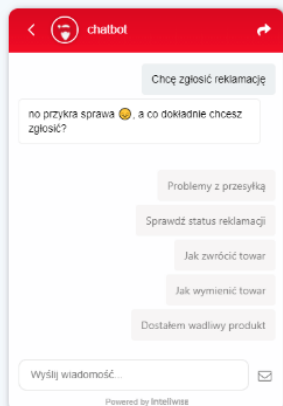 chatbot
Chcę zgłosić reklamację
no przykra sprawa 😕, a co dokładnie chcesz
zgłosić?
Problemy z przesyłką
Sprawdź status reklamacji
Jak zwrócić towar
Jak wymienić towar
Dostałem wadliwy produkt
Wyślij wiadomość...
Powered by Intelliwise